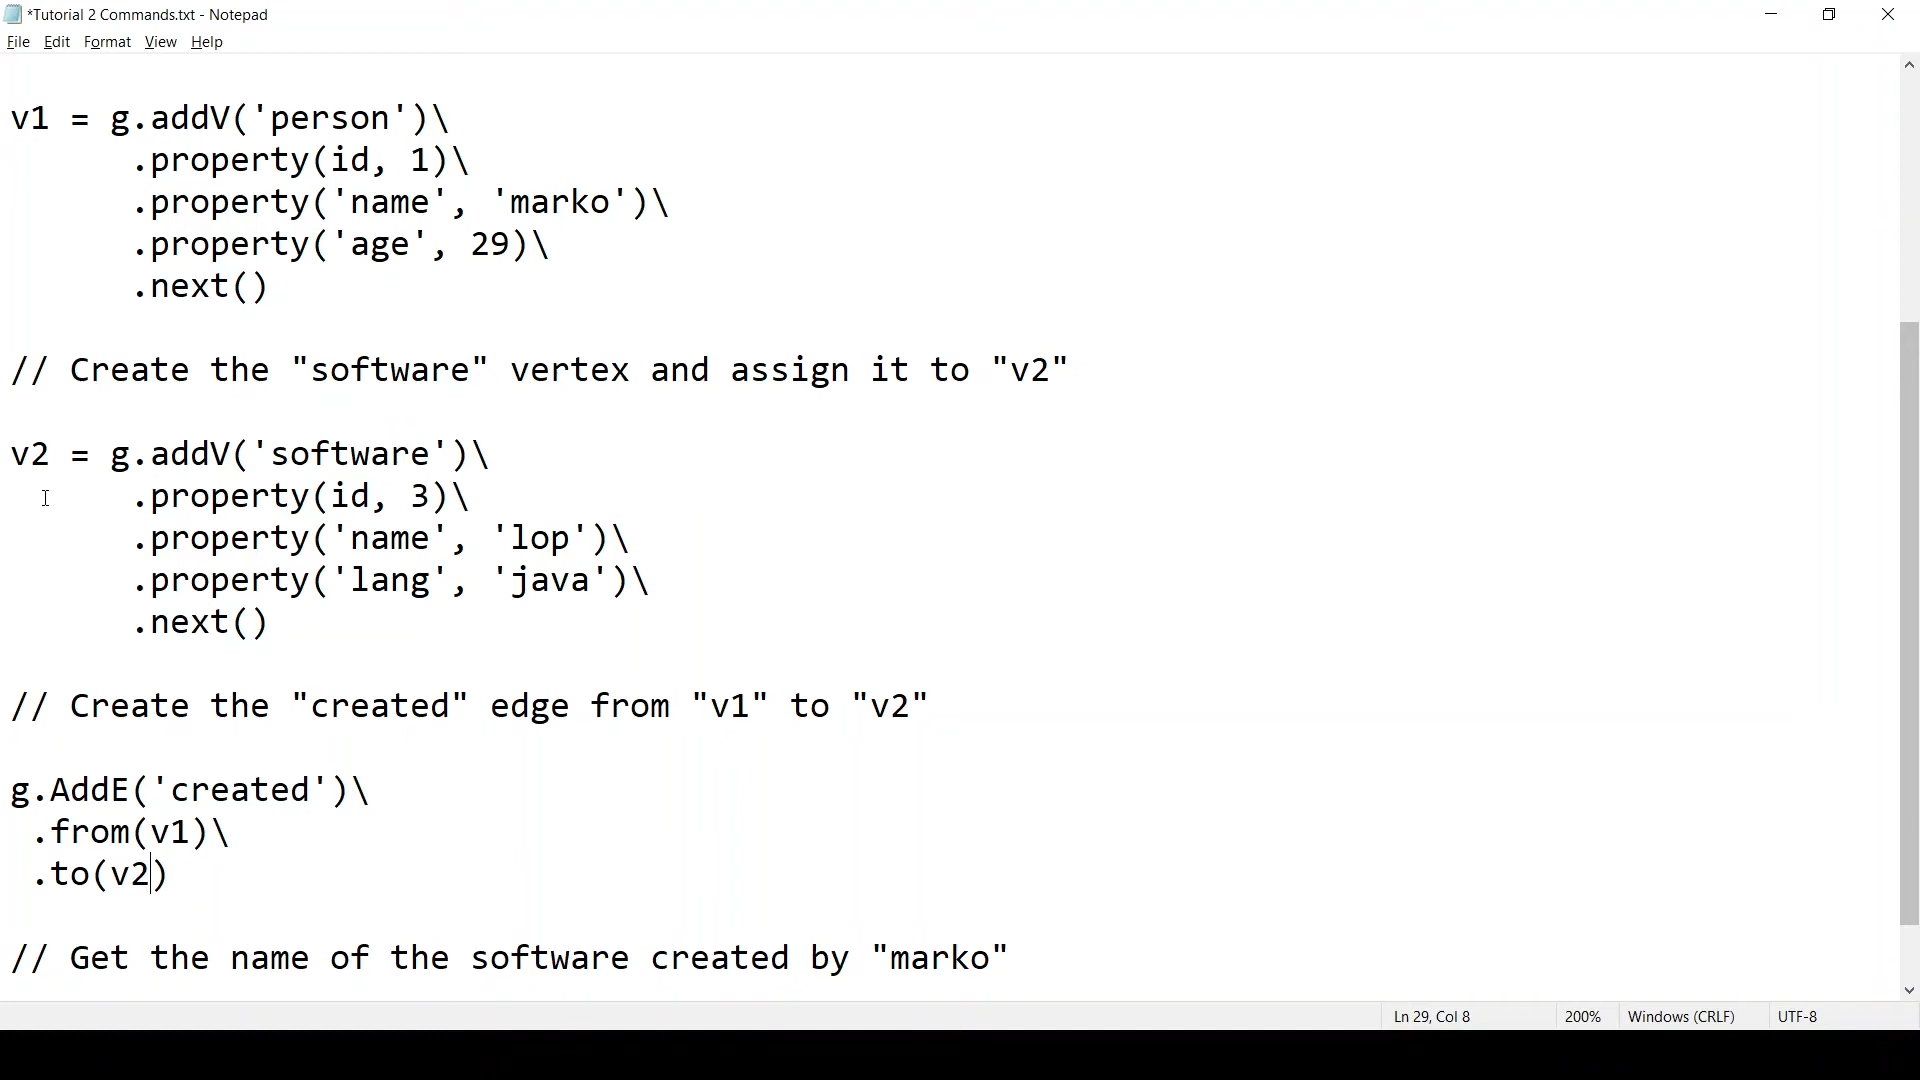 *Tutorial 2 Commands.txt - Notepad
File Edit Format View Help
v1 = g.addV('person')\
.property(id, 1)\
.property('name', 'marko')\
.property('age', 29)\
.next()
// Create the "software" vertex and assign it to "v2"
v2 = g.addV('software')\
.property(id, 3)\
.property('name', 'lop')\
.property('lang', 'java')\
.next()
// Create the "created" edge from "v1" to "v2"
g.AddE('created')\
.from(v1)\
.to(v2)
// Get the name of the software created by "marko"
Ln 29, Col 8 200% Windows (CRLF) UTF-8